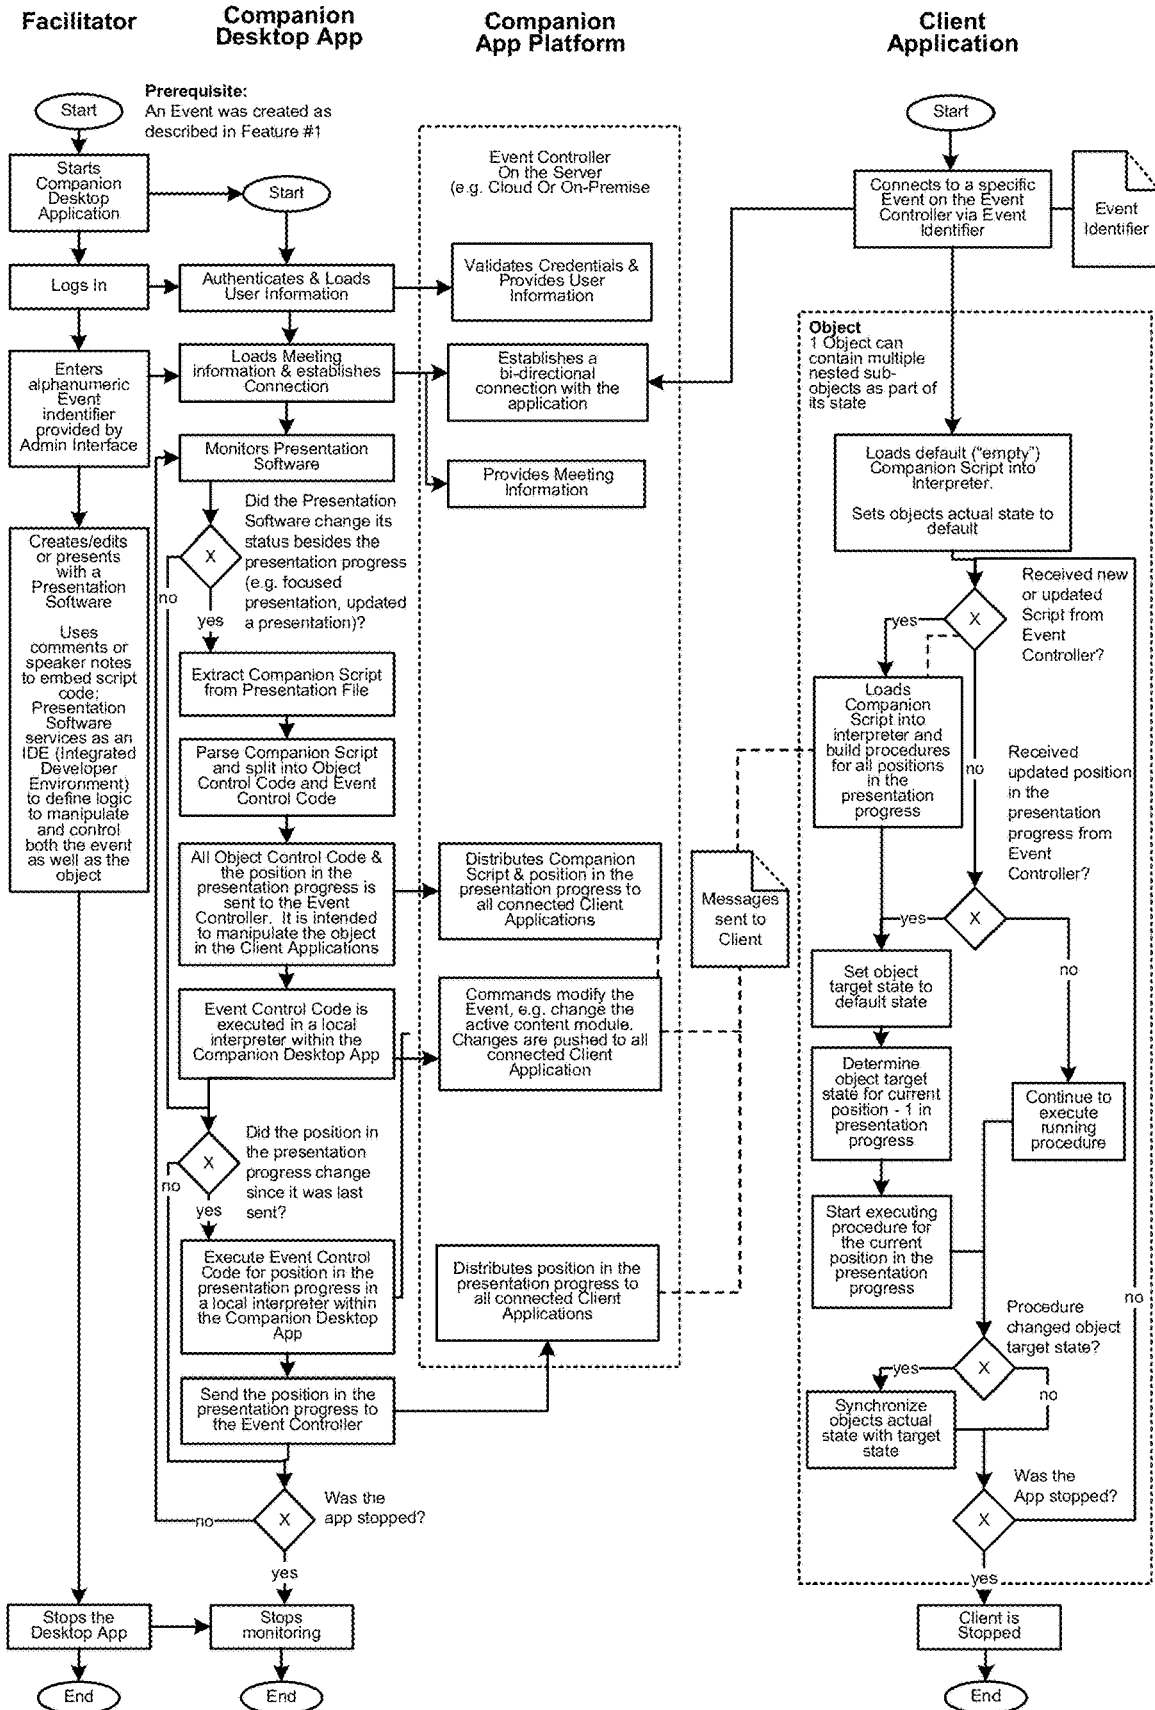 Facilitator
Companion
Desktop App
Companion
App Platform
Client
Application
Prerequisite:
An Event was created as
described in Feature #1
Start
Starts
Companion
Desktop
Application
Start
Logs In
Authenticates & Loads
User Information
Enters
alphanumeric
Event
indentifier
provided by
Admin Interface
Loads Meeting
information & establishes
Connection
Monitors Presentation
Software
Did the Presentation
Software change its
status besides the
presentation progress
(e.g. focused
presentation, updated
a presentation)?
X
no
yes
Creates/edits
or presents
with a
Presentation
Software
Uses
comments or
speaker notes
to embed script
code;
Presentation
Software
services as an
IDE (Integrated
Developer
Environment)
to define logic
to manipulate
and control
both the event
as well as the
object
Extract Companion Script
from Presentation File
Parse Companion Script
and split into Object
Control Code and Event
Control Code
All Object Control Code &
the position in the
presentation progress is
sent to the Event
Controller. It is intended
to manipulate the object
in the Client Applications
Event Control Code is
executed in a local
interpreter within the
Companion Desktop App
X
Did the position in
the presentation
progress change
since it was last
sent?
no
yes
Execute Event Control
Code for position in the
presentation progress in
a local interpreter within
the Companion Desktop
App
Send the position in the
presentation progress to
the Event Controller
X
Was the
app stopped?
no
yes
Stops the
Desktop App
Stops
monitoring
End
End
Event Controller
On the Server
(e.g. Cloud Or On-Premise
Validates Credentials &
Provides User
Information
Establishes a
bi-directional
connection with the
application
Provides Meeting
Information
Distributes Companion
Script & position in the
presentation progress to
all connected Client
Applications
Commands modify the
Event, e.g. change the
active content module.
Changes are pushed to all
connected Client
Application
Distributes position in the
presentation progress to
all connected Client
Applications
Messages
sent to
Client
Start
Connects to a specific
Event on the Event
Controller via Event
Identifier
Event
Identifier
Object
1 Object can
contain multiple
nested sub-
objects as part of
its state
Loads default ("empty")
Companion Script into
Interpreter.
Sets objects actual state to
default
X
Received new
or updated
Script from
Event
Controller?
yes
no
Loads
Companion
Script into
interpreter and
build procedures
for all positions
in the
presentation
progress
Received
updated position
in the
presentation
progress from
Event
Controller?
X
yes
no
Set object
target state to
default state
Determine
object target
state for current
position - 1 in
presentation
progress
Continue to
execute
running
procedure
Start executing
procedure for
the current
position in the
presentation
progress
Procedure
changed object
target state?
X
yes
no
no
Synchronize
objects actual
state with target
state
Was the
App stopped?
X
yes
Client is
Stopped
End